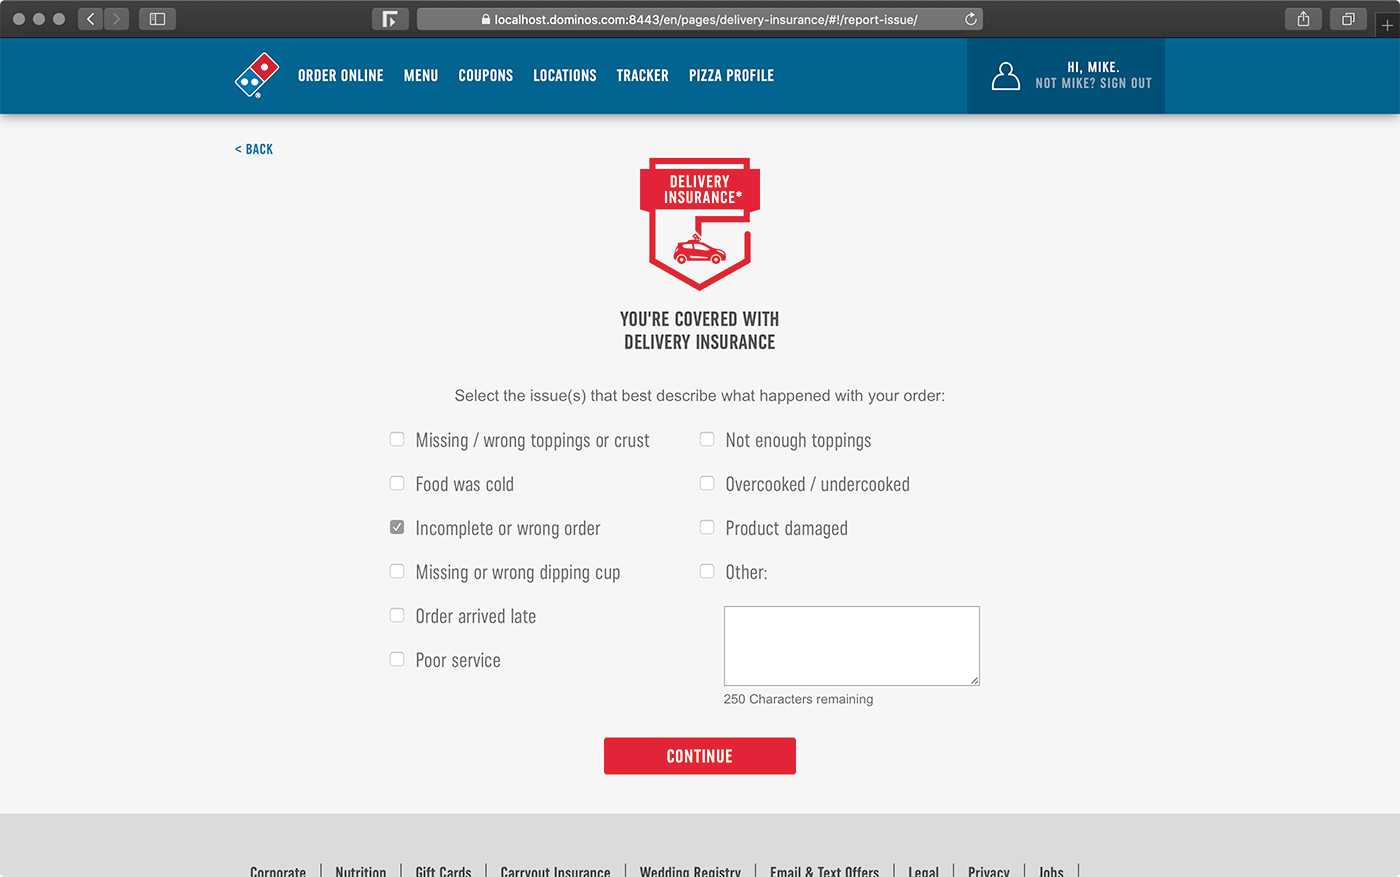 localhost.dominos.com:8443/en/pages/delivery-insurance/#!/report-issue/
ORDER ONLINE MENU COUPONS LOCATIONS TRACKER PIZZA PROFILE
HI, MIKE.
NOT MIKE? SIGN OUT
< BACK
DELIVERY
INSURANCE*
YOU'RE COVERED WITH
DELIVERY INSURANCE
Select the issue(s) that best describe what happened with your order:
Missing / wrong toppings or crust
Food was cold
Incomplete or wrong order
Missing or wrong dipping cup
Order arrived late
Poor service
Not enough toppings
Overcooked / undercooked
Product damaged
Other:
250 Characters remaining
CONTINUE
Corporate | Nutrition | Gift Cards | Carryout Insurance | Wedding Registry | Email & Text Offers | Legal | Privacy | Jobs |